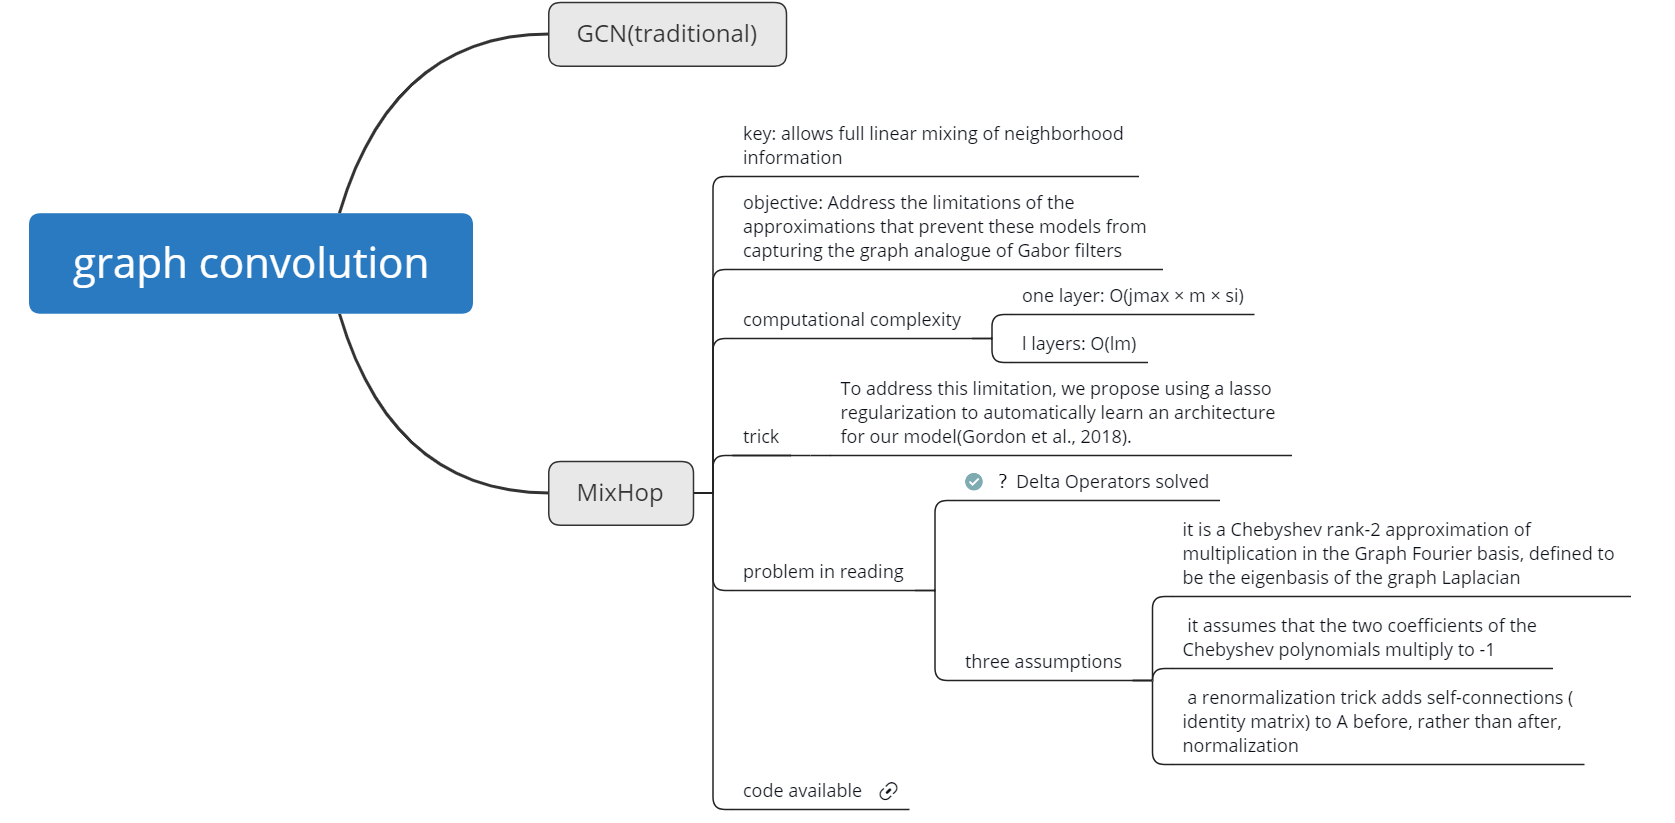 GCN(traditional)
key: allows full linear mixing of neighborhood
information
objective: Address the limitations of the
approximations that prevent these models from
capturing the graph analogue of Gabor filters
graph convolution
one layer: O(jmax × m × si)
computational complexity
l layers: O(lm)
To address this limitation, we propose using a lasso
regularization to automatically learn an architecture
for our model(Gordon et al., 2018).
trick
MixHop
? Delta Operators solved
it is a Chebyshev rank-2 approximation of
multiplication in the Graph Fourier basis, defined to
be the eigenbasis of the graph Laplacian
problem in reading
it assumes that the two coefficients of the
Chebyshev polynomials multiply to -1
three assumptions
a renormalization trick adds self-connections (
identity matrix) to A before, rather than after,
normalization
code available